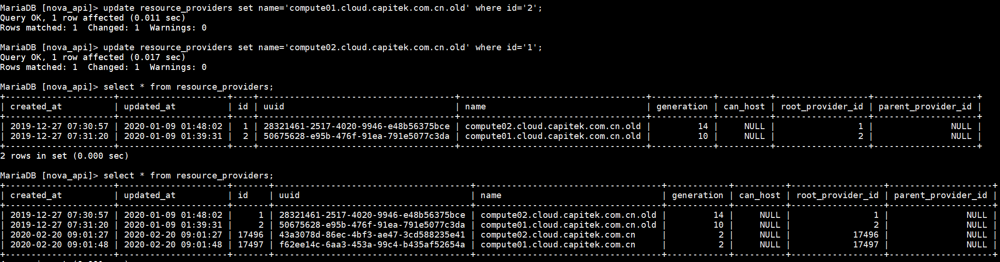 MariaDB [nova_api]> update resource_providers set name='compute01.cloud.capitek.com.cn.old' where id='2';
Query OK, 1 row affected (0.011 sec)
Rows matched: 1  Changed: 1  Warnings: 0
MariaDB [nova_api]> update resource_providers set name='compute02.cloud.capitek.com.cn.old' where id='1';
Query OK, 1 row affected (0.017 sec)
Rows matched: 1  Changed: 1  Warnings: 0
MariaDB [nova_api]> select * from resource_providers;
+---------------------+---------------------+----+--------------------------------------+------------------------------------+------------+----------+------------------+--------------------+
| created_at          | updated_at          | id | uuid                                 | name                               | generation | can_host | root_provider_id | parent_provider_id |
+---------------------+---------------------+----+--------------------------------------+------------------------------------+------------+----------+------------------+--------------------+
| 2019-12-27 07:30:57 | 2020-01-09 01:48:02 |  1 | 28321461-2517-4020-9946-e48b56375bce | compute02.cloud.capitek.com.cn.old |         14 |     NULL |                1 |               NULL |
| 2019-12-27 07:31:20 | 2020-01-09 01:39:31 |  2 | 50675628-e95b-476f-91ea-791e5077c3da | compute01.cloud.capitek.com.cn.old |         10 |     NULL |                2 |               NULL |
+---------------------+---------------------+----+--------------------------------------+------------------------------------+------------+----------+------------------+--------------------+
2 rows in set (0.000 sec)
MariaDB [nova_api]> select * from resource_providers;
+---------------------+---------------------+-------+--------------------------------------+------------------------------------+------------+----------+------------------+--------------------+
| created_at          | updated_at          | id    | uuid                                 | name                               | generation | can_host | root_provider_id | parent_provider_id |
+---------------------+---------------------+-------+--------------------------------------+------------------------------------+------------+----------+------------------+--------------------+
| 2019-12-27 07:30:57 | 2020-01-09 01:48:02 |     1 | 28321461-2517-4020-9946-e48b56375bce | compute02.cloud.capitek.com.cn.old |         14 |     NULL |                1 |               NULL |
| 2019-12-27 07:31:20 | 2020-01-09 01:39:31 |     2 | 50675628-e95b-476f-91ea-791e5077c3da | compute01.cloud.capitek.com.cn.old |         10 |     NULL |                2 |               NULL |
| 2020-02-20 09:01:27 | 2020-02-20 09:01:27 | 17496 | 43a3078d-86ec-4bf3-ae47-3cd588235e41 | compute02.cloud.capitek.com.cn     |          2 |     NULL |            17496 |               NULL |
| 2020-02-20 09:01:48 | 2020-02-20 09:01:48 | 17497 | f62ee14c-6aa3-453a-99c4-b435af52654a | compute01.cloud.capitek.com.cn     |          2 |     NULL |            17497 |               NULL |
+---------------------+---------------------+-------+--------------------------------------+------------------------------------+------------+----------+------------------+--------------------+